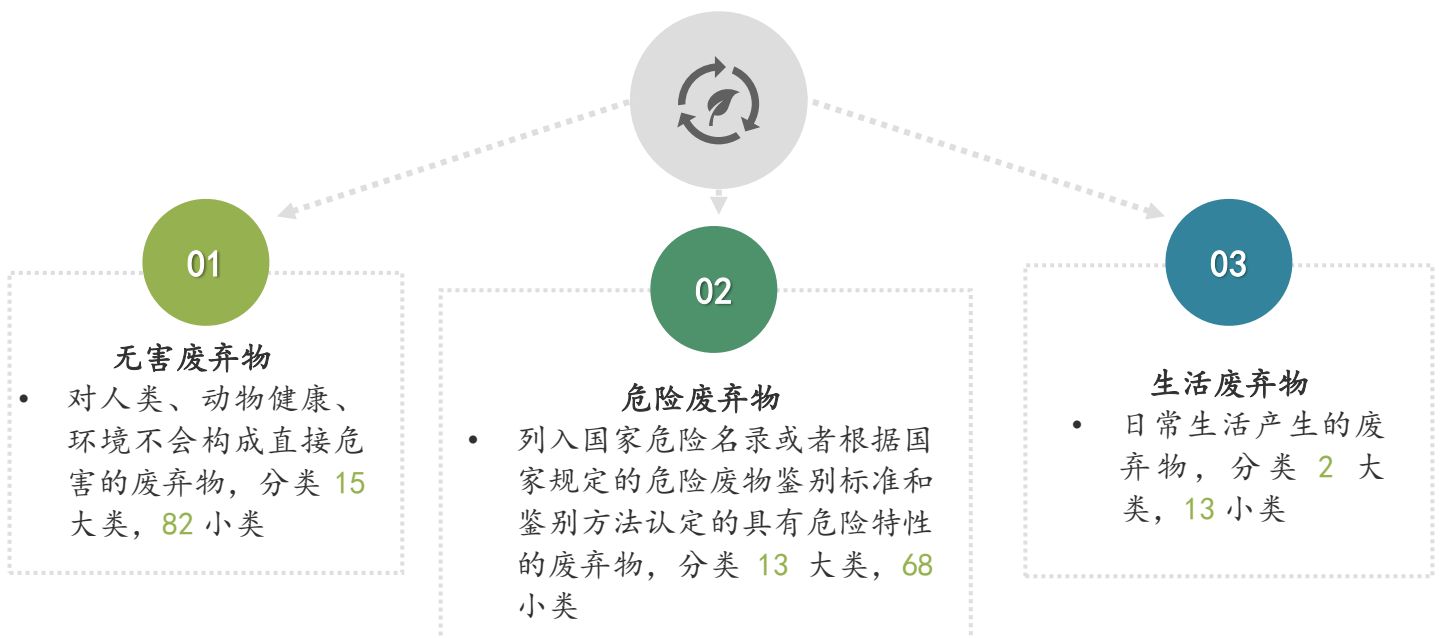 01
无害废弃物
• 对人类、动物健康、
环境不会构成直接危
害的废弃物，分类 15
大类，82 小类
02
危险废弃物
• 列入国家危险名录或者根据国
家规定的危险废物鉴别标准和
鉴别方法认定的具有危险特性
的废弃物，分类 13 大类，68
小类
03
生活废弃物
• 日常生活产生的废
弃物，分类 2 大
类，13 小类